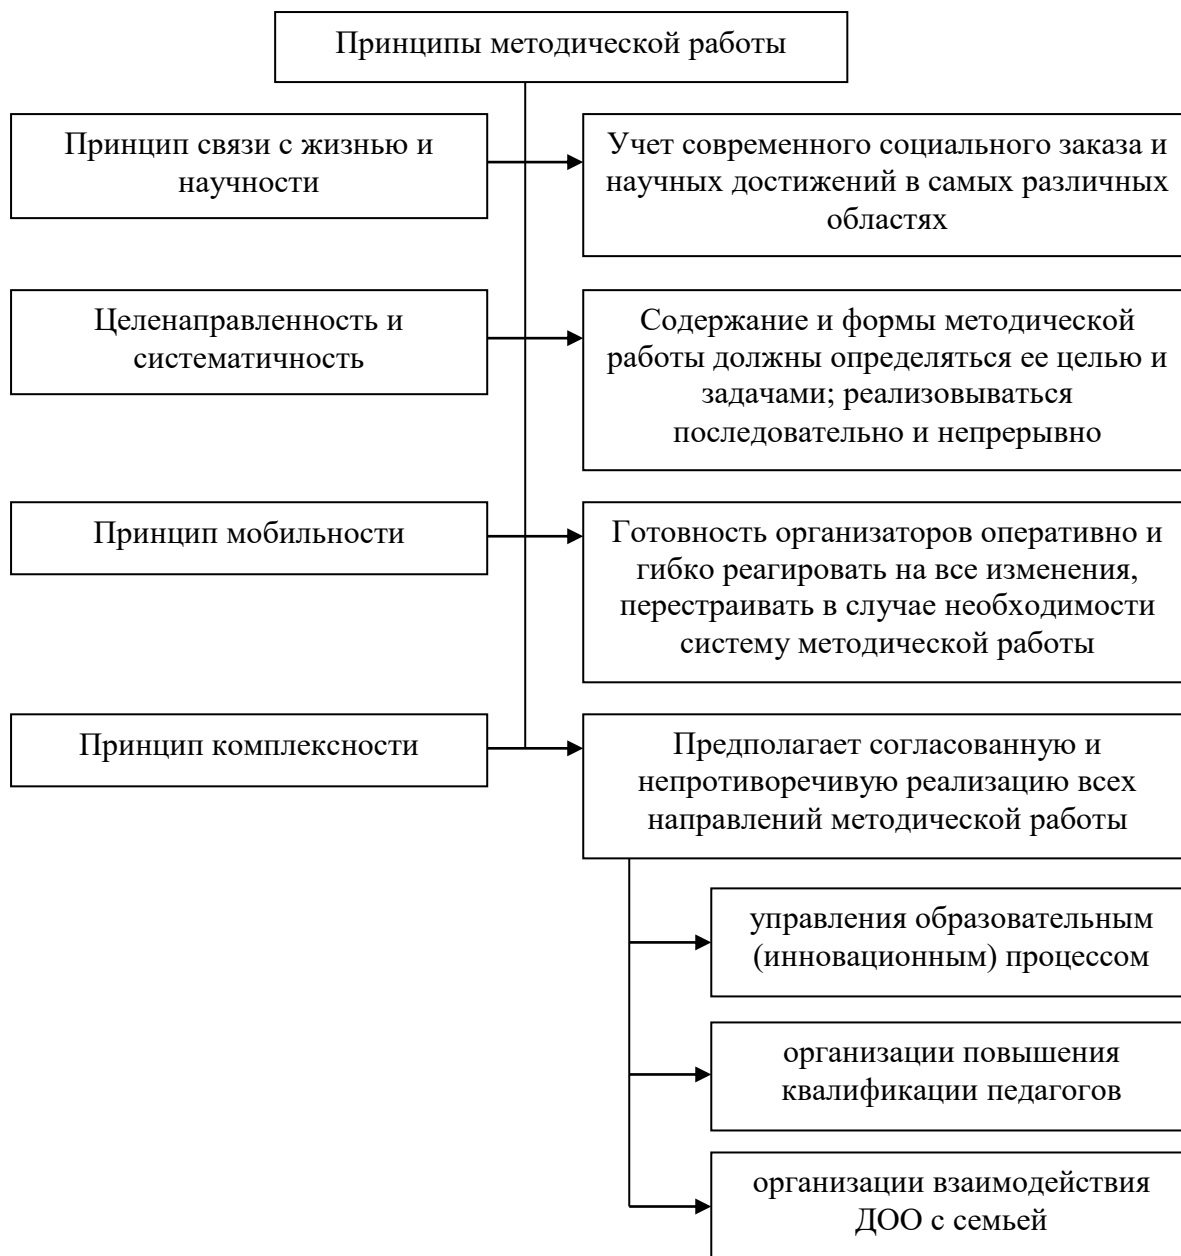 Принципы методической работы
Принцип связи с жизнью и
научности
Учет современного социального заказа и
научных достижений в самых различных
областях
Целенаправленность и
систематичность
Содержание и формы методической
работы должны определяться ее целью и
задачами; реализовываться
последовательно и непрерывно
Принцип мобильности
Готовность организаторов оперативно и
гибко реагировать на все изменения,
перестраивать в случае необходимости
систему методической работы
Принцип комплексности
Предполагает согласованную и
непротиворечивую реализацию всех
направлений методической работы
управления образовательным
(инновационным) процессом
организации повышения
квалификации педагогов
организации взаимодействия
ДОО с семьей